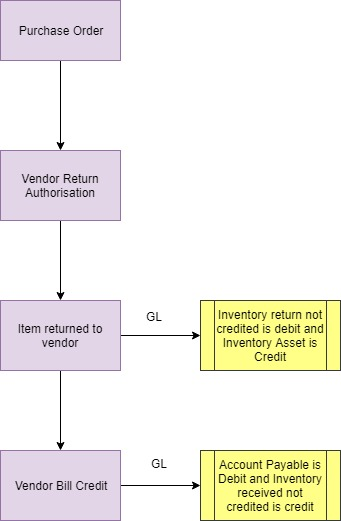 Purchase Order
Vendor Return
Authorisation
Item returned to
vendor
GL
Inventory return not
credited is debit and
Inventory Asset is
Credit
Vendor Bill Credit
GL
Account Payable is
Debit and Inventory
received not
credited is credit